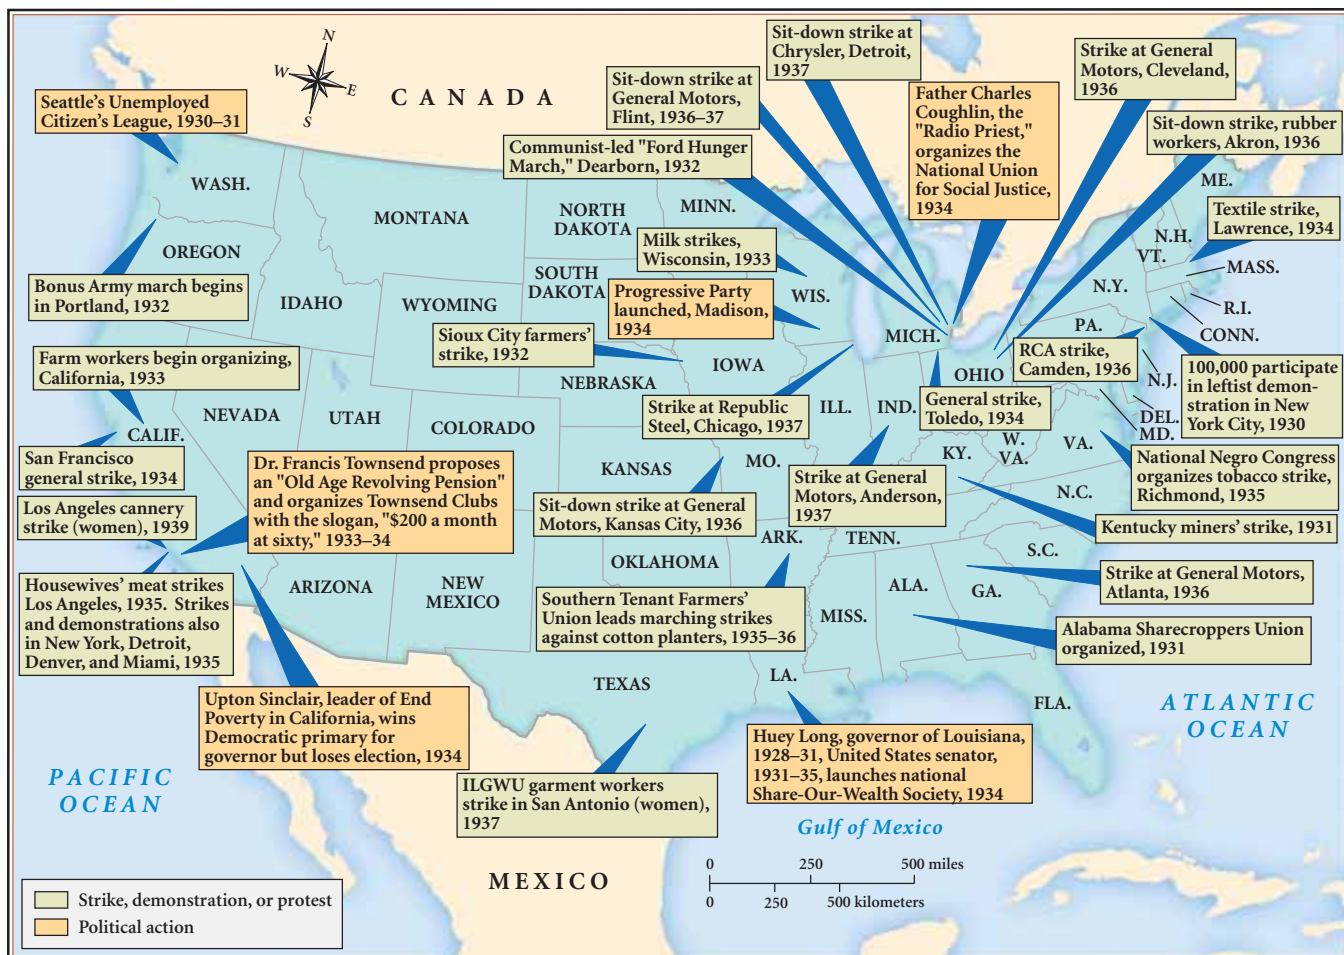 N
W
E
S
CANADA
Seattle's Unemployed
Citizen's League, 1930–31
Sit-down strike at
General Motors,
Flint, 1936–37
Sit-down strike at
Chrysler, Detroit,
1937
Father Charles
Coughlin, the
"Radio Priest,"
organizes the
National Union
for Social Justice,
1934
Strike at General
Motors, Cleveland,
1936
Sit-down strike, rubber
workers, Akron, 1936
Communist-led "Ford Hunger
March," Dearborn, 1932
Textile strike,
Lawrence, 1934
WASH.
MONTANA
NORTH
DAKOTA
MINN.
ME.
N.H.
VT.
MASS.
OREGON
Milk strikes,
Wisconsin, 1933
Bonus Army march begins
in Portland, 1932
IDAHO
WYOMING
SOUTH
DAKOTA
Progressive Party
launched, Madison,
1934
WIS.
MICH.
N.Y.
R.I.
CONN.
PA.
Sioux City farmers'
strike, 1932
Farm workers begin organizing,
California, 1933
IOWA
RCA strike,
Camden, 1936
N.J.
100,000 participate
in leftist demon-
stration in New
York City, 1930
NEBRASKA
OHIO
NEVADA
UTAH
COLORADO
Strike at Republic
Steel, Chicago, 1937
ILL.
IND.
General strike,
Toledo, 1934
DEL.
MD.
CALIF.
San Francisco
general strike, 1934
Dr. Francis Townsend proposes
an "Old Age Revolving Pension"
and organizes Townsend Clubs
with the slogan, "$200 a month
at sixty," 1933–34
KANSAS
MO.
KY.
W.
VA.
VA.
National Negro Congress
organizes tobacco strike,
Richmond, 1935
Los Angeles cannery
strike (women), 1939
Sit-down strike at General
Motors, Kansas City, 1936
Strike at General
Motors, Anderson,
1937
N.C.
Kentucky miners' strike, 1931
ARK.
TENN.
OKLAHOMA
S.C.
Housewives' meat strikes
Los Angeles, 1935. Strikes
and demonstrations also
in New York, Detroit,
Denver, and Miami, 1935
ARIZONA
NEW
MEXICO
Southern Tenant Farmers'
Union leads marching strikes
against cotton planters, 1935–36
MISS.
ALA.
GA.
Strike at General Motors,
Atlanta, 1936
Alabama Sharecroppers Union
organized, 1931
TEXAS
LA.
FLA.
ATLANTIC
OCEAN
Upton Sinclair, leader of End
Poverty in California, wins
Democratic primary for
governor but loses election, 1934
Huey Long, governor of Louisiana,
1928–31, United States senator,
1931–35, launches national
Share-Our-Wealth Society, 1934
PACIFIC
OCEAN
ILGWU garment workers
strike in San Antonio (women),
1937
Gulf of Mexico
MEXICO
0 250 500 miles
0 250 500 kilometers
Strike, demonstration, or protest
Political action